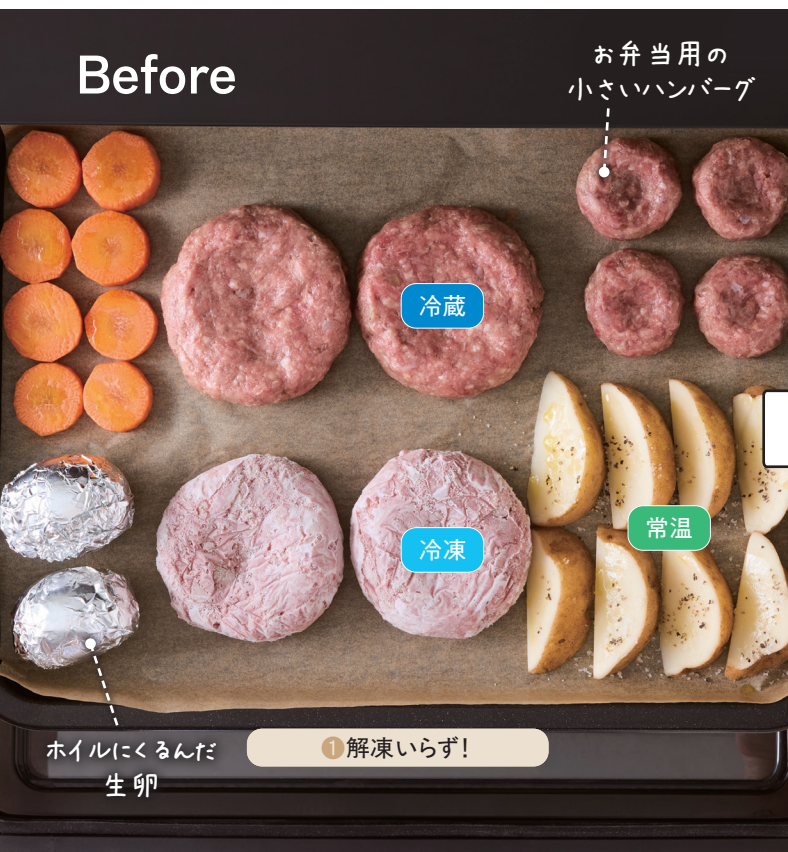 Before
お弁当用の
小さいハンバーグ
冷蔵
冷凍
常温
ホイルにくるんだ
生卵
1解凍いらず!